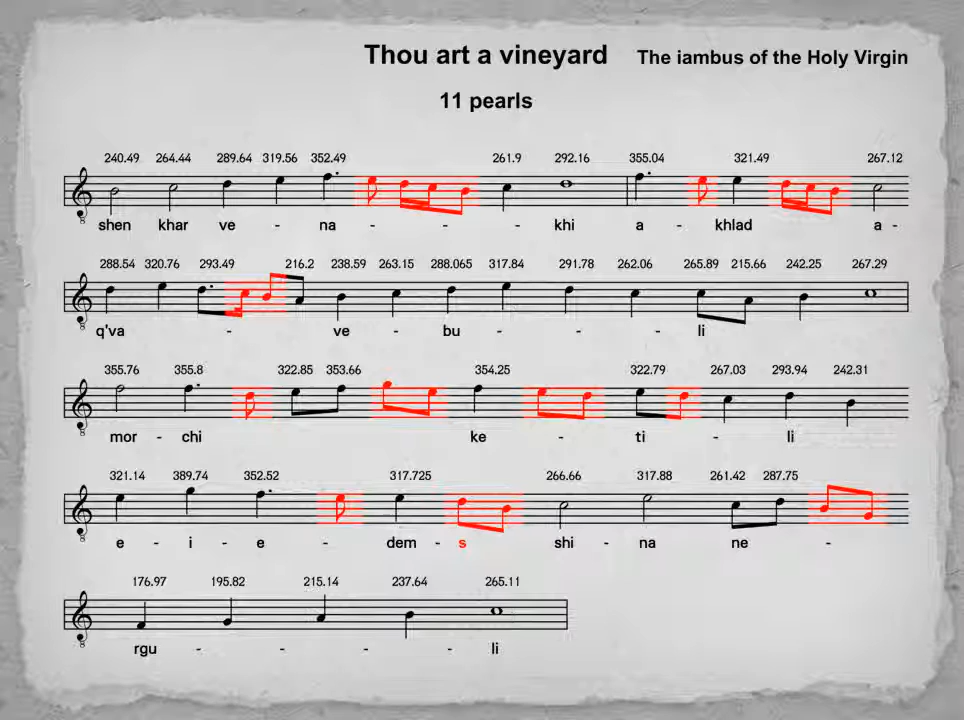 Thou art a vineyard The iambus of the Holy Virgin
11 pearls
240.49 264.44 289.64 319.56 352.49 261.9 292.16 355.04 321.49 267.12
shen khar ve - na - - - - khi a - khlad a -
288.54 320.76 293.49 216.2 238.59 263.15 288.065 317.84 291.78 262.06 265.89 215.66 242.25 267.29
q'va - ve - bu - - - li
355.76 355.8 322.85 353.66 354.25 322.79 267.03 293.94 242.31
mor - chi ke - ti - li
321.14 389.74 352.52 317.725 266.66 317.88 261.42 287.75
e - i - e - dem - s shi - na ne -
176.97 195.82 215.14 237.64 265.11
rgu - - - - li